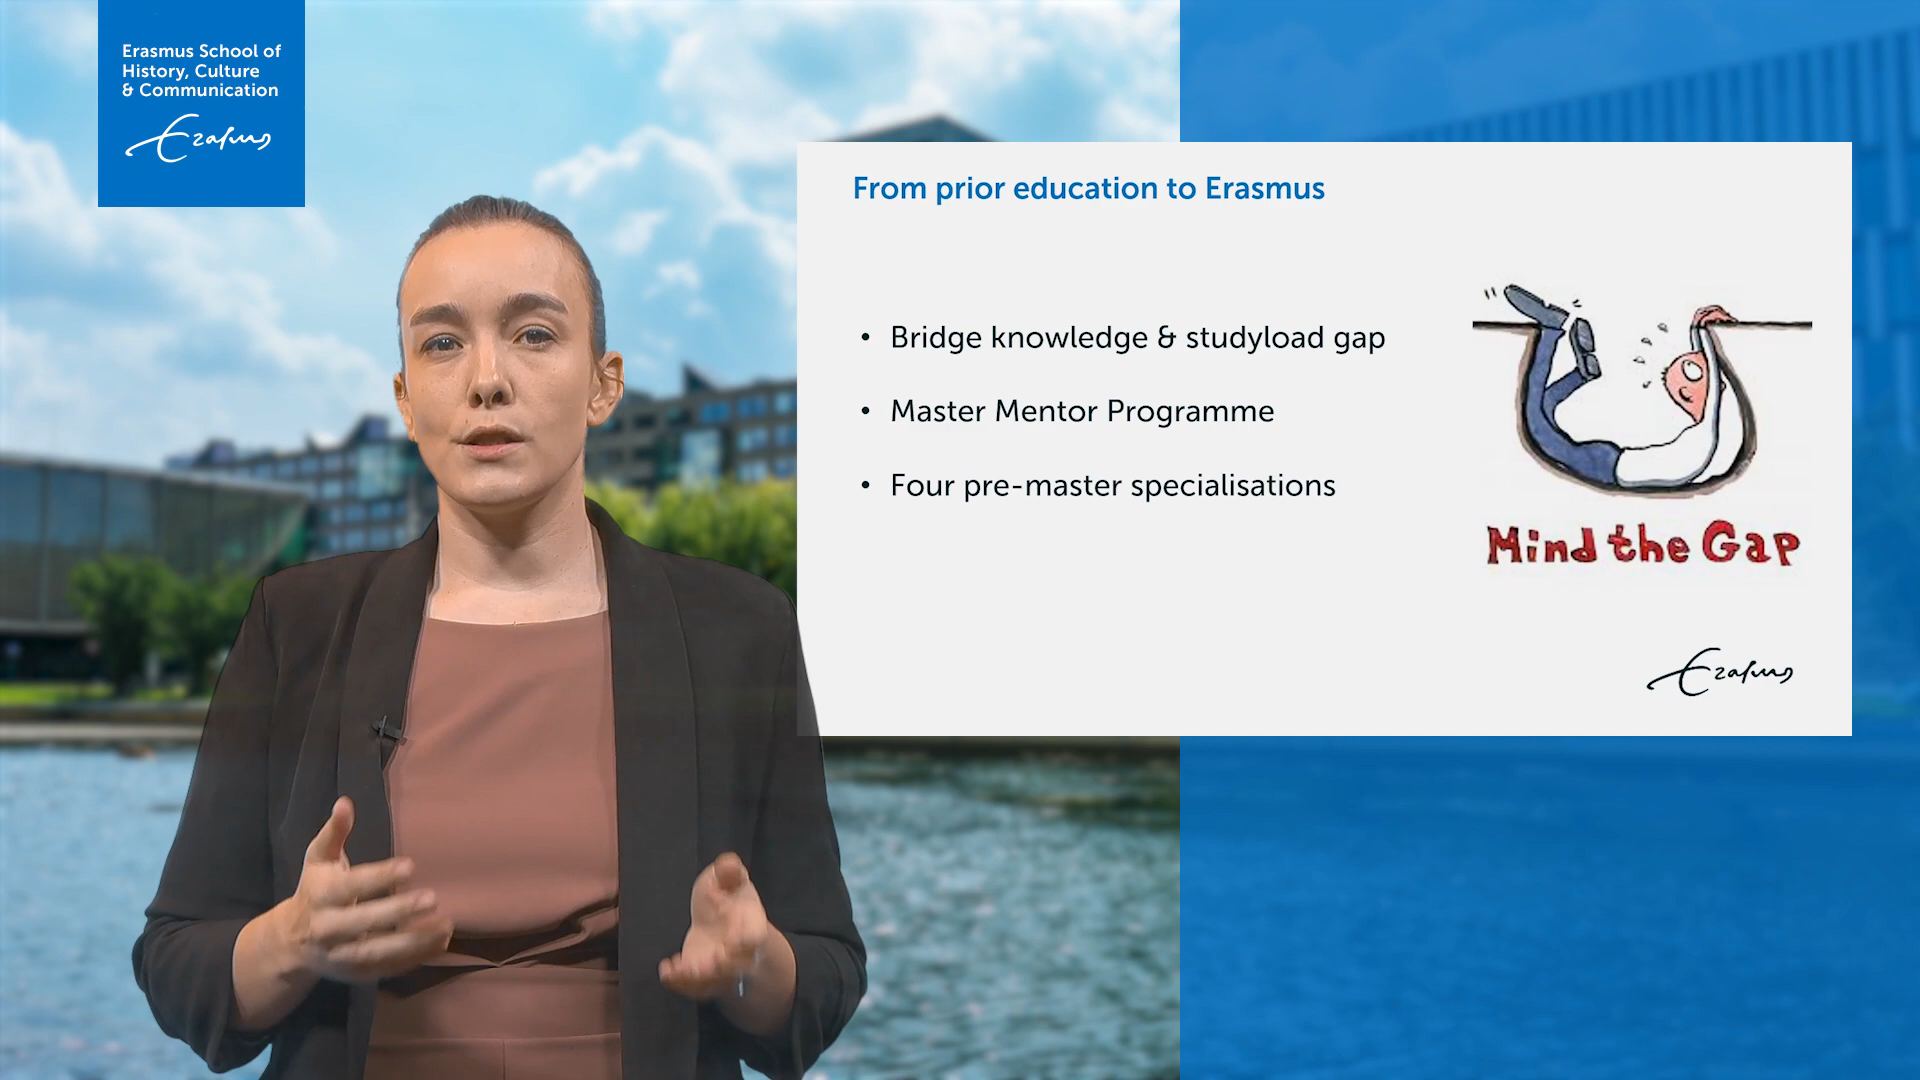 Erasmus School of
History, Culture
& Communication
Erasmus
From prior education to Erasmus
• Bridge knowledge & studyload gap
• Master Mentor Programme
• Four pre-master specialisations
Mind the Gap
Erasmus